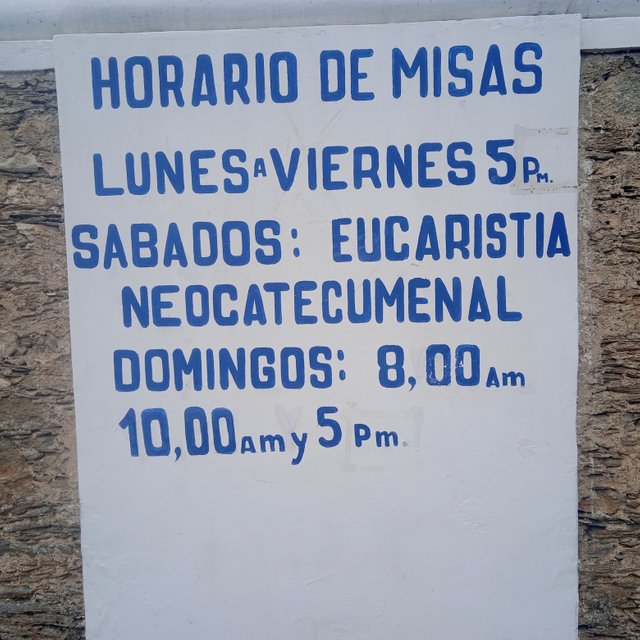 HORARIO DE MISAS
LUNES A VIERNES 5 Pm.
SABADOS: EUCARISTIA
NEOCATECUMENAL
DOMINGOS: 8,00 Am
10,00 Am y 5 Pm.